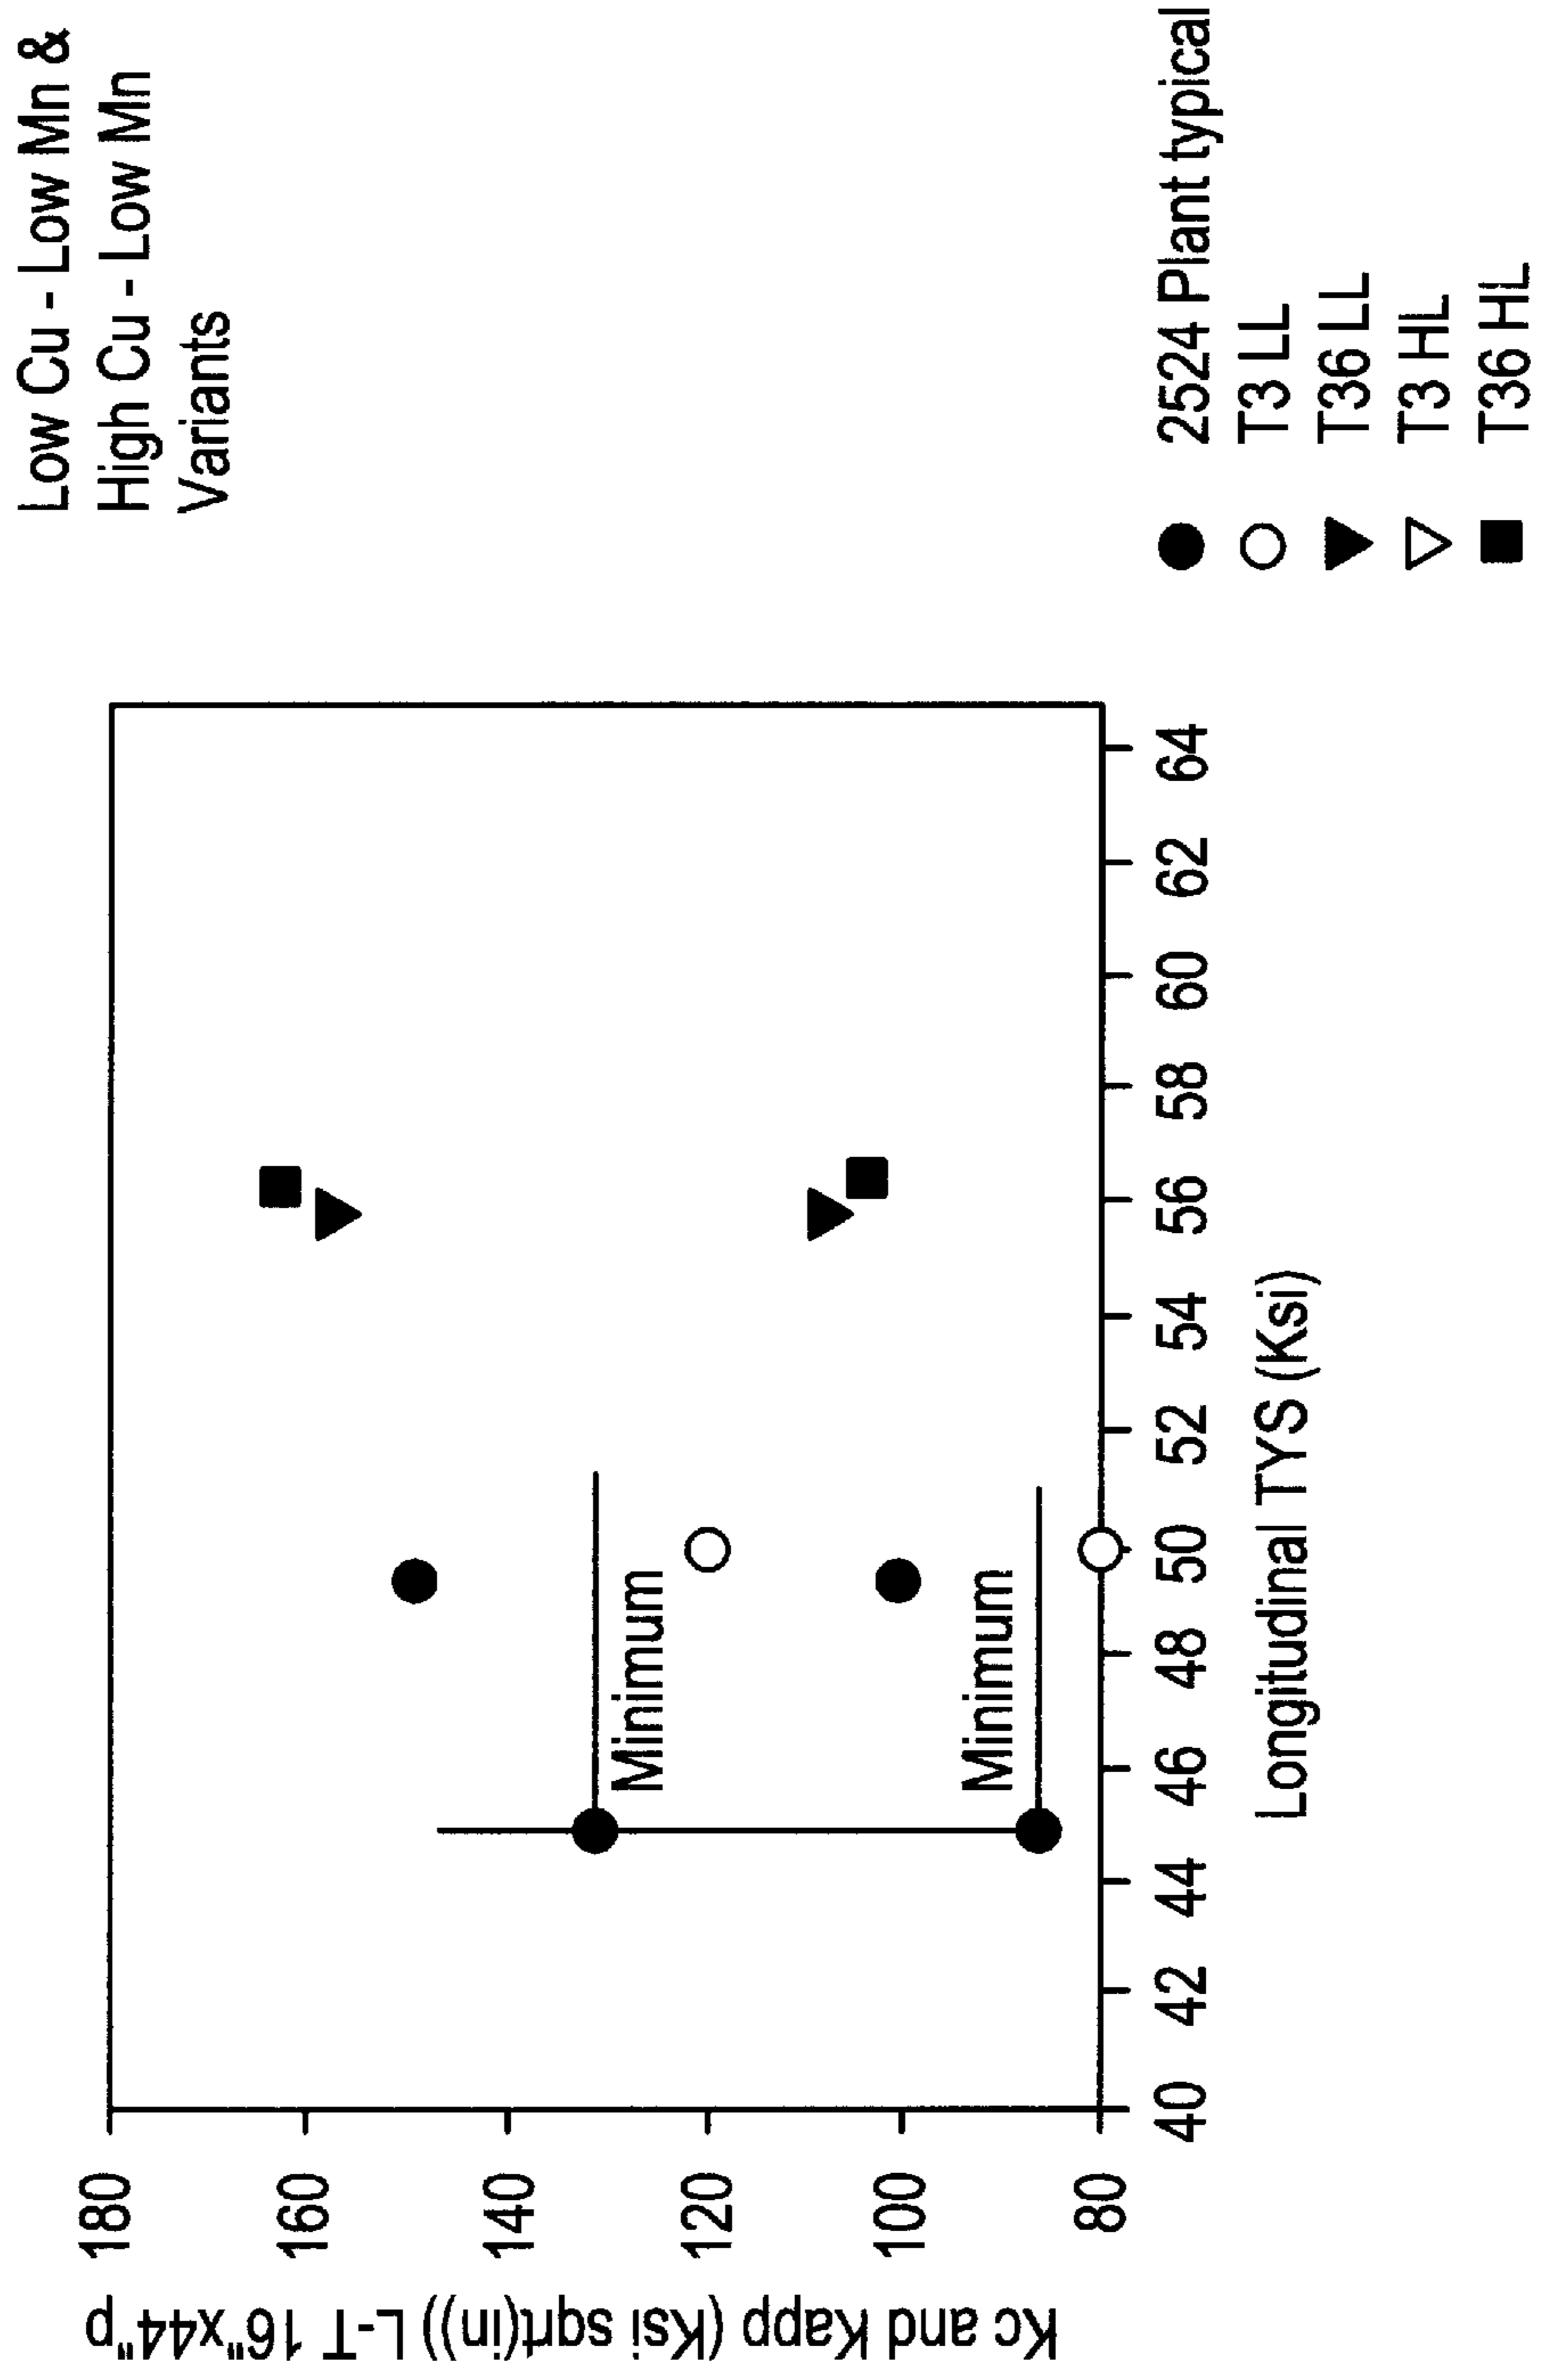 Low Cu - Low Mn &
High Cu - Low Mn
Variants
Kc and Kapp (Ksi sqrt(in)) L-T 16"x44"p
180
160
140
120
100
80
Minimum
Minimum
40 42 44 46 48 50 52 54 56 58 60 62 64
Longitudinal TYS (Ksi)
2524 Plant typical
T3 LL
T36 LL
T3 HL
T36 HL